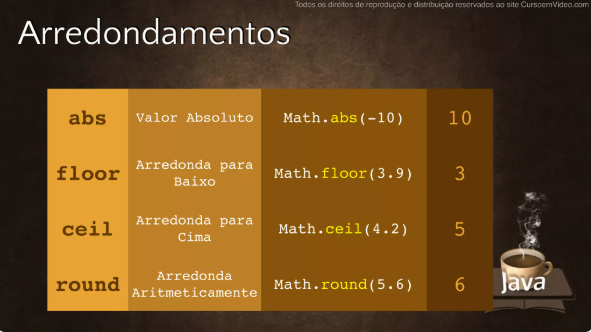 Todos os direitos de reprodução e distribuição reservados ao site CursoemVideo.com
Arredondamentos
abs Valor Absoluto Math.abs(-10) 10
floor Arredonda para Baixo Math.floor(3.9) 3
ceil Arredonda para Cima Math.ceil(4.2) 5
round Arredonda Aritmeticamente Math.round(5.6) 6
Java